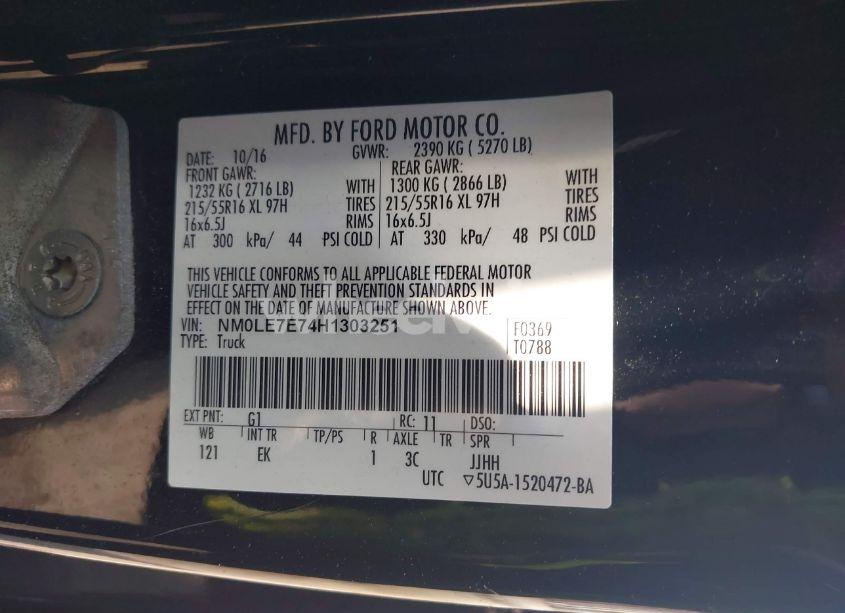 MFD. BY FORD MOTOR CO.
DATE: 10/16 GVWR: 2390 KG ( 5270 LB)
FRONT GAWR: REAR GAWR:
1232 KG ( 2716 LB) WITH 1300 KG ( 2866 LB) WITH
215/55R16 XL 97H TIRES 215/55R16 XL 97H TIRES
16x6.5J RIMS 16x6.5J RIMS
AT 300 kPa/ 44 PSI COLD AT 330 kPa/ 48 PSI COLD
THIS VEHICLE CONFORMS TO ALL APPLICABLE FEDERAL MOTOR
VEHICLE SAFETY AND THEFT PREVENTION STANDARDS IN
EFFECT ON THE DATE OF MANUFACTURE SHOWN ABOVE.
VIN: NM0LE7E74H1303251 F0369
TYPE: Truck T0788
EXT PNT: G1 RC: 11 DSO:
WB INT TR TP/PS R AXLE TR SPR
121 EK 1 3C JJHH
UTC ▽5U5A-1520472-BA